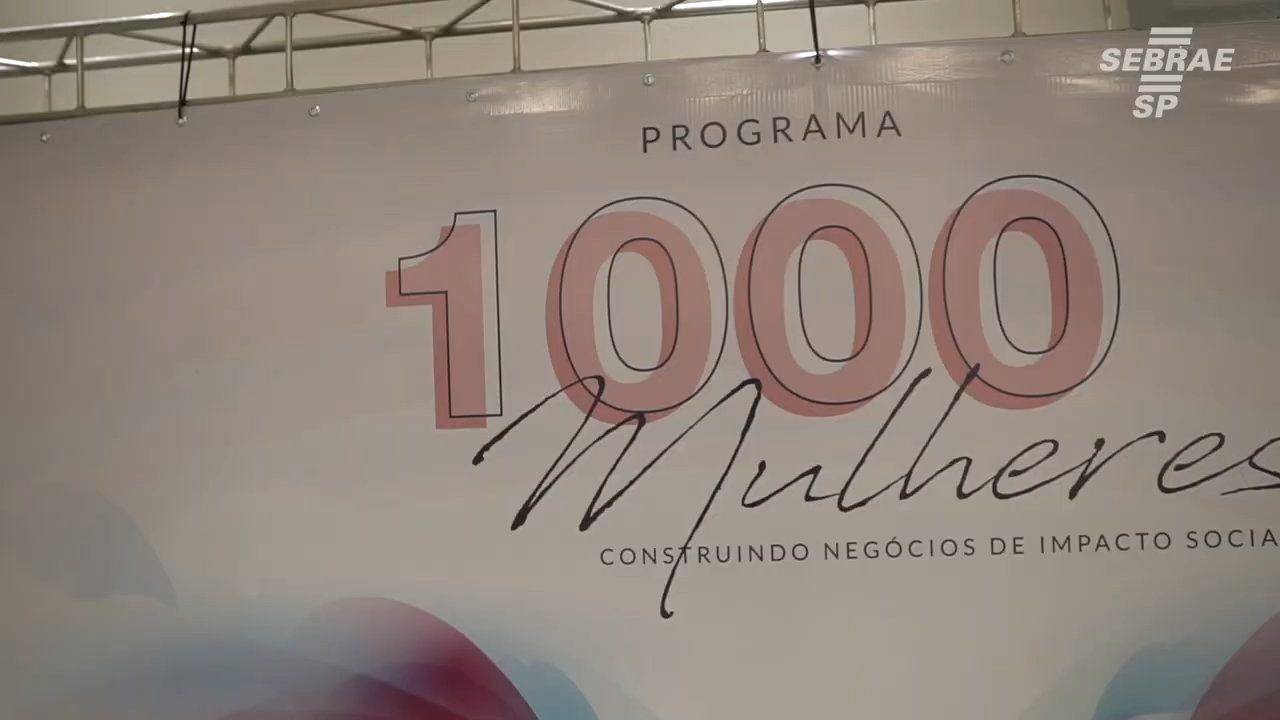 SEBRAE
SP
PROGRAMA
1000
Mulheres
CONSTRUINDO NEGÓCIOS DE IMPACTO SOCIA